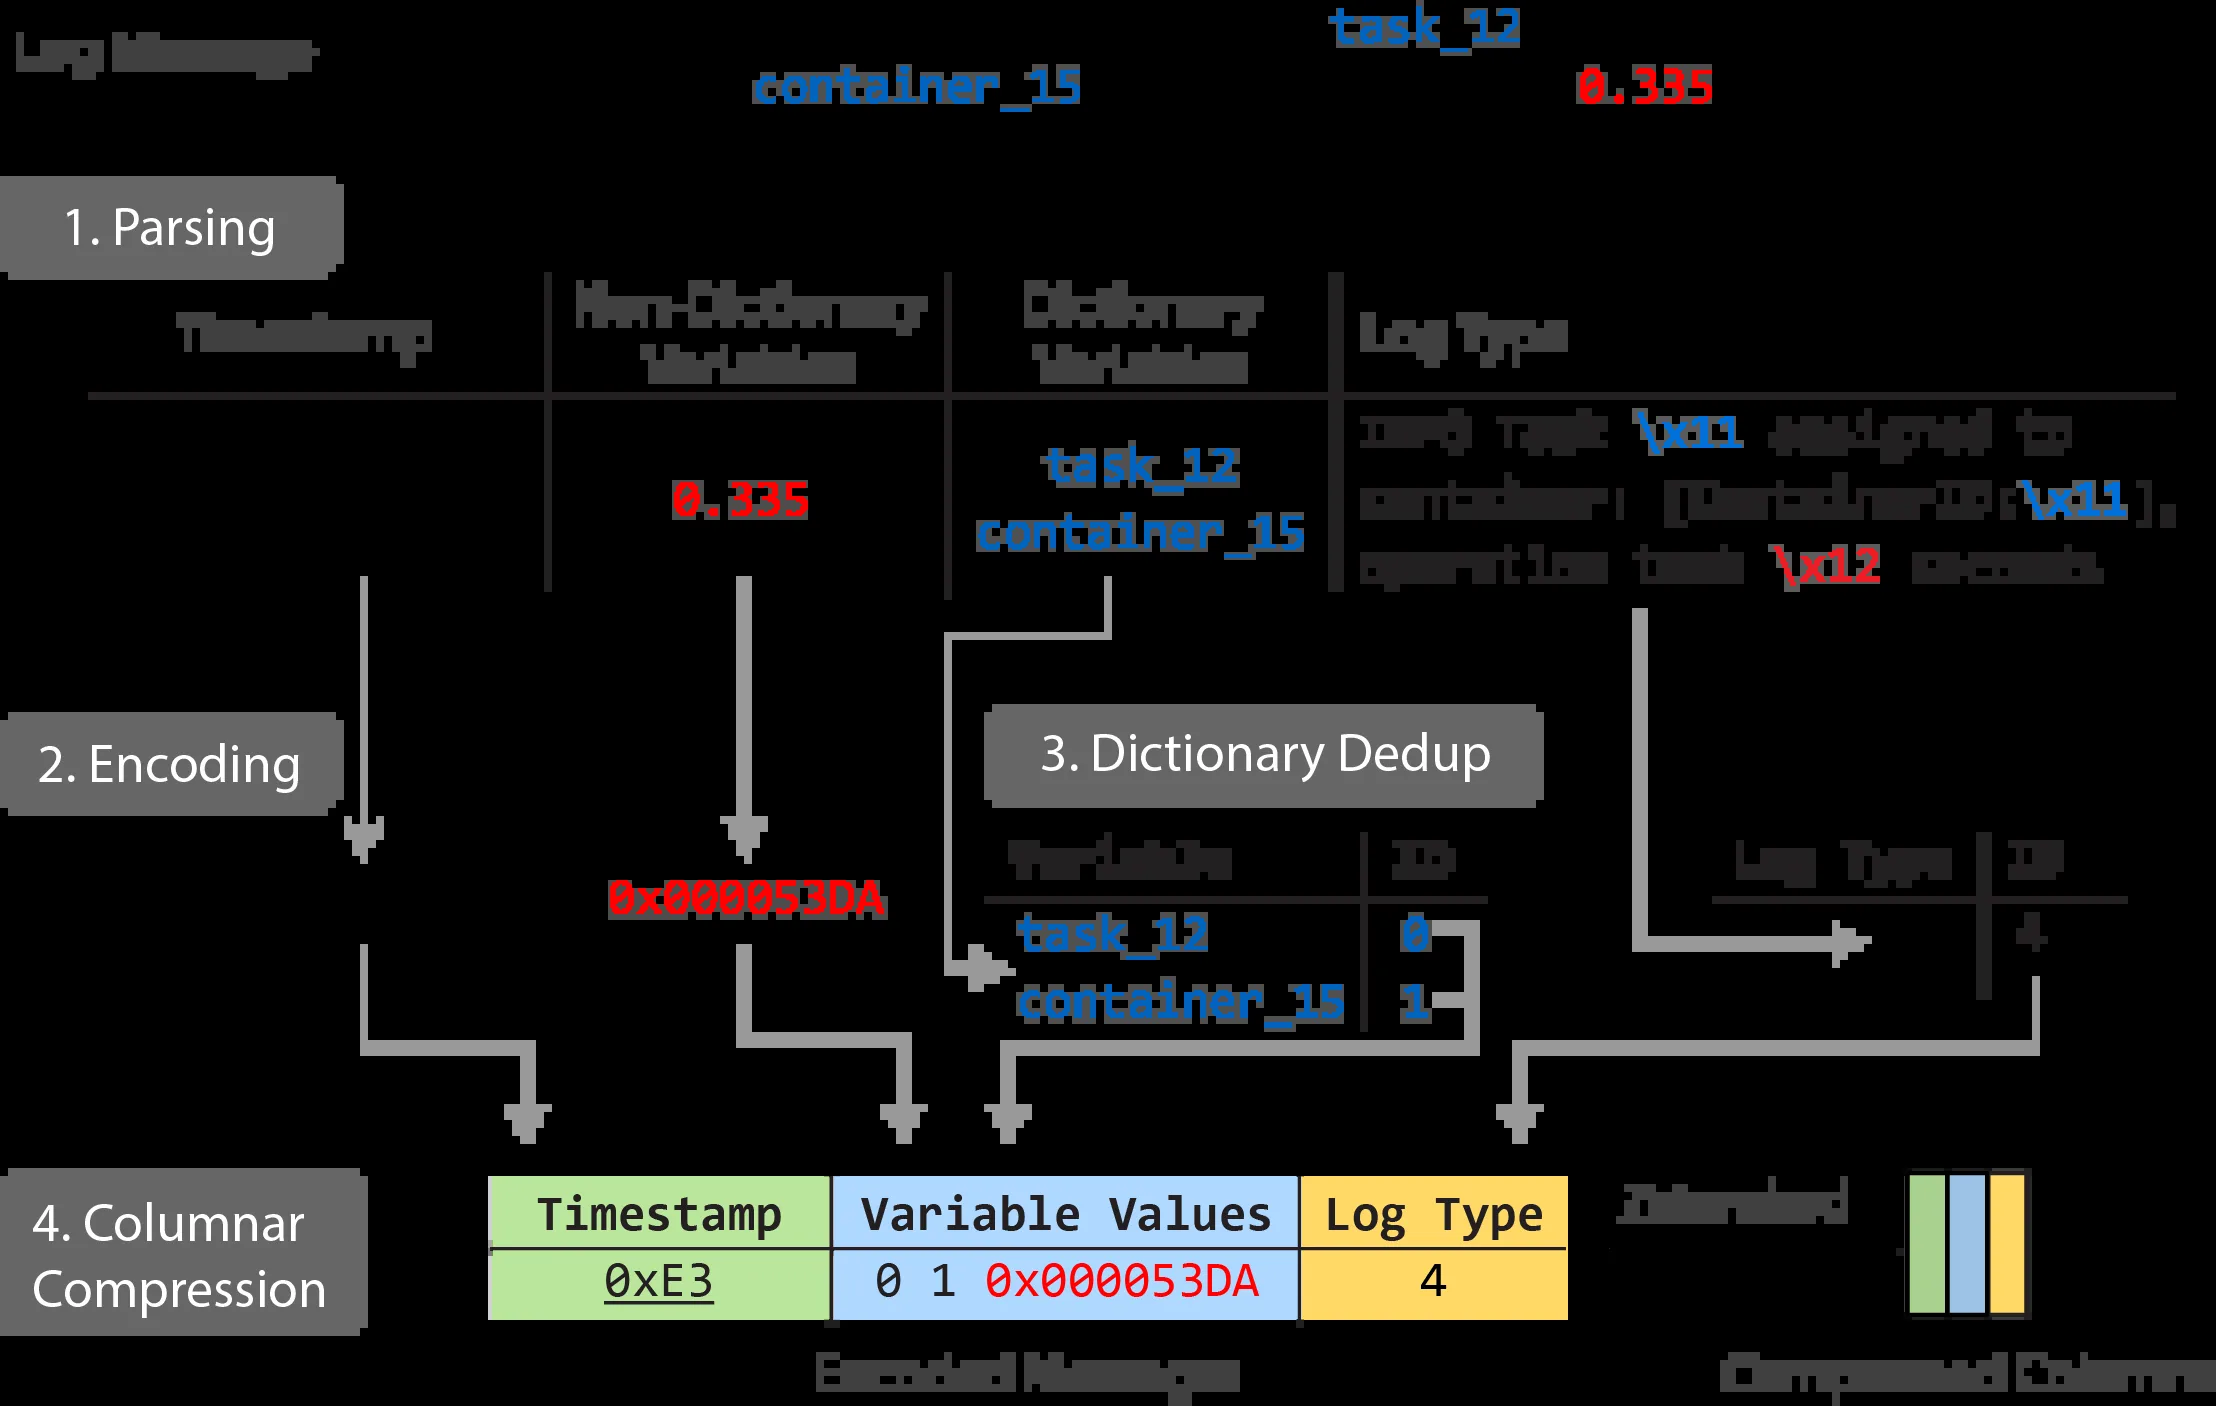 task_12
Log Message
container_15 0.335
1. Parsing
Timestamp
Non-Dictionary
Variables
Dictionary
Variables
Log Type
0.335
task_12
container_15
INFO Task \x11 assigned to
container: [ContainerID:\x11],
operation took \x12 seconds
2. Encoding
3. Dictionary Dedup
0x000053DA
Variable ID
task_12 0
container_15 1
Log Type ID
4
4. Columnar
Compression
Timestamp Variable Values Log Type
0xE3 0 1 0x000053DA 4
Encoded Message
Compressed Columns